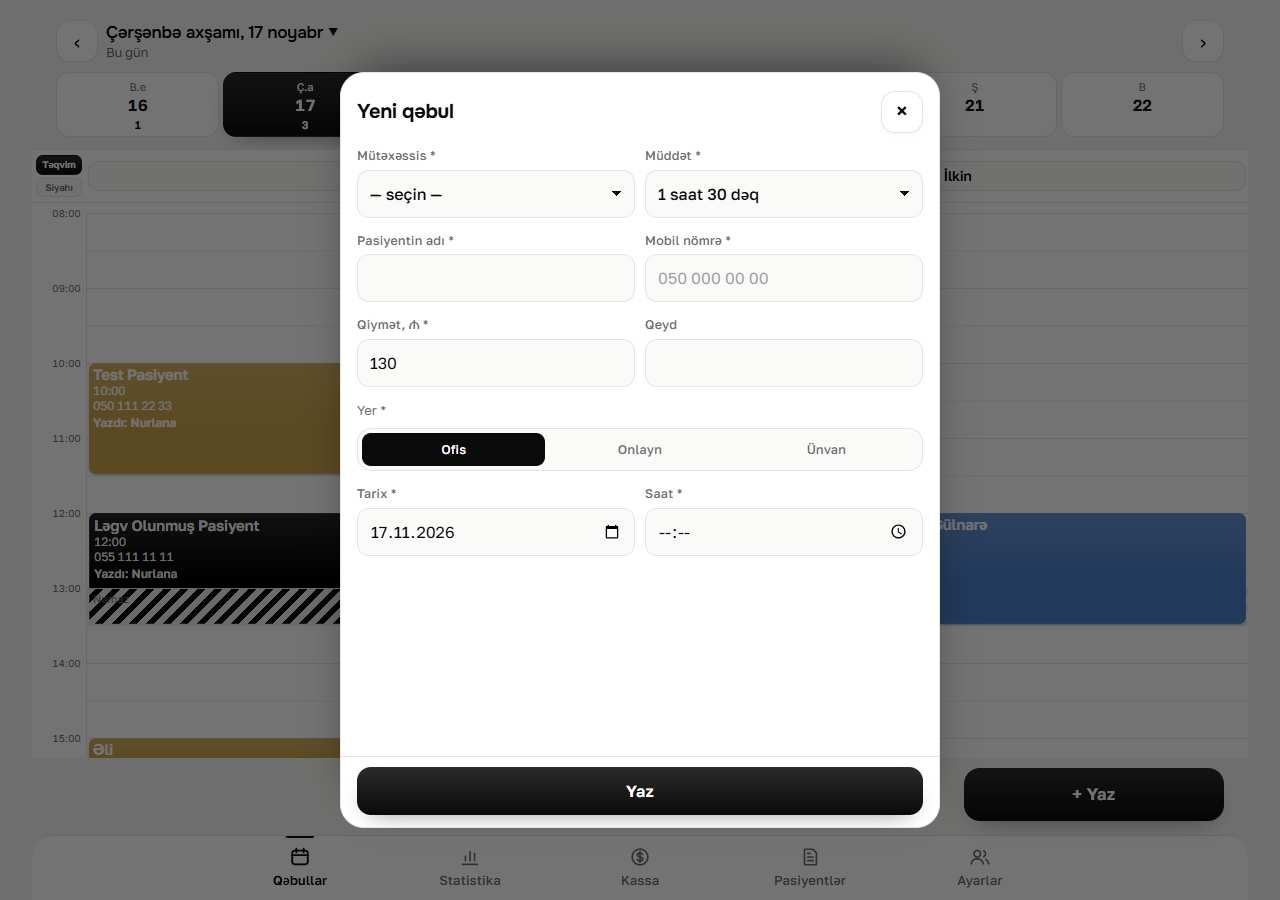 ‹
Çərşənbə axşamı, 17 noyabr ▼
Bu gün
›
B.e
16
1
Ç.a
17
3
Ş
21
B
22
Təqvim
Siyahı
İlkin
08:00
09:00
10:00
11:00
12:00
13:00
14:00
15:00
Test Pasiyent
10:00
050 111 22 33
Yazdı: Nurlana
Ləgv Olunmuş Pasiyent
12:00
055 111 11 11
Yazdı: Nurlana
Əli
Gülnarə
Yeni qəbul
×
Mütəxəssis *
Müddət *
— seçin —
1 saat 30 dəq
Pasiyentin adı *
Mobil nömrə *
050 000 00 00
Qiymət, ₼ *
Qeyd
130
Yer *
Ofis
Onlayn
Ünvan
Tarix *
Saat *
17.11.2026
--:--
Yaz
+ Yaz
Qəbullar
Statistika
Kassa
Pasiyentlər
Ayarlar